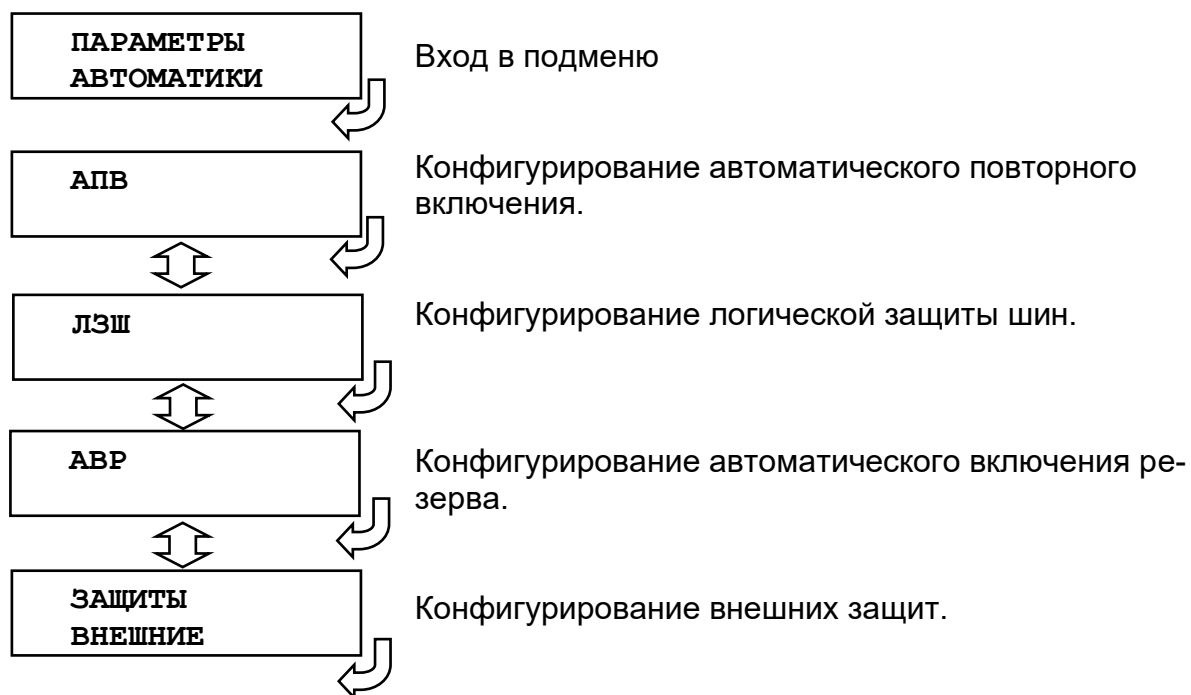 ПАРАМЕТРЫ
АВТОМАТИКИ
Вход в подменю
АПВ
Конфигурирование автоматического повторного
включения.
ЛЗШ
Конфигурирование логической защиты шин.
АВР
Конфигурирование автоматического включения ре-
зерва.
ЗАЩИТЫ
ВНЕШНИЕ
Конфигурирование внешних защит.